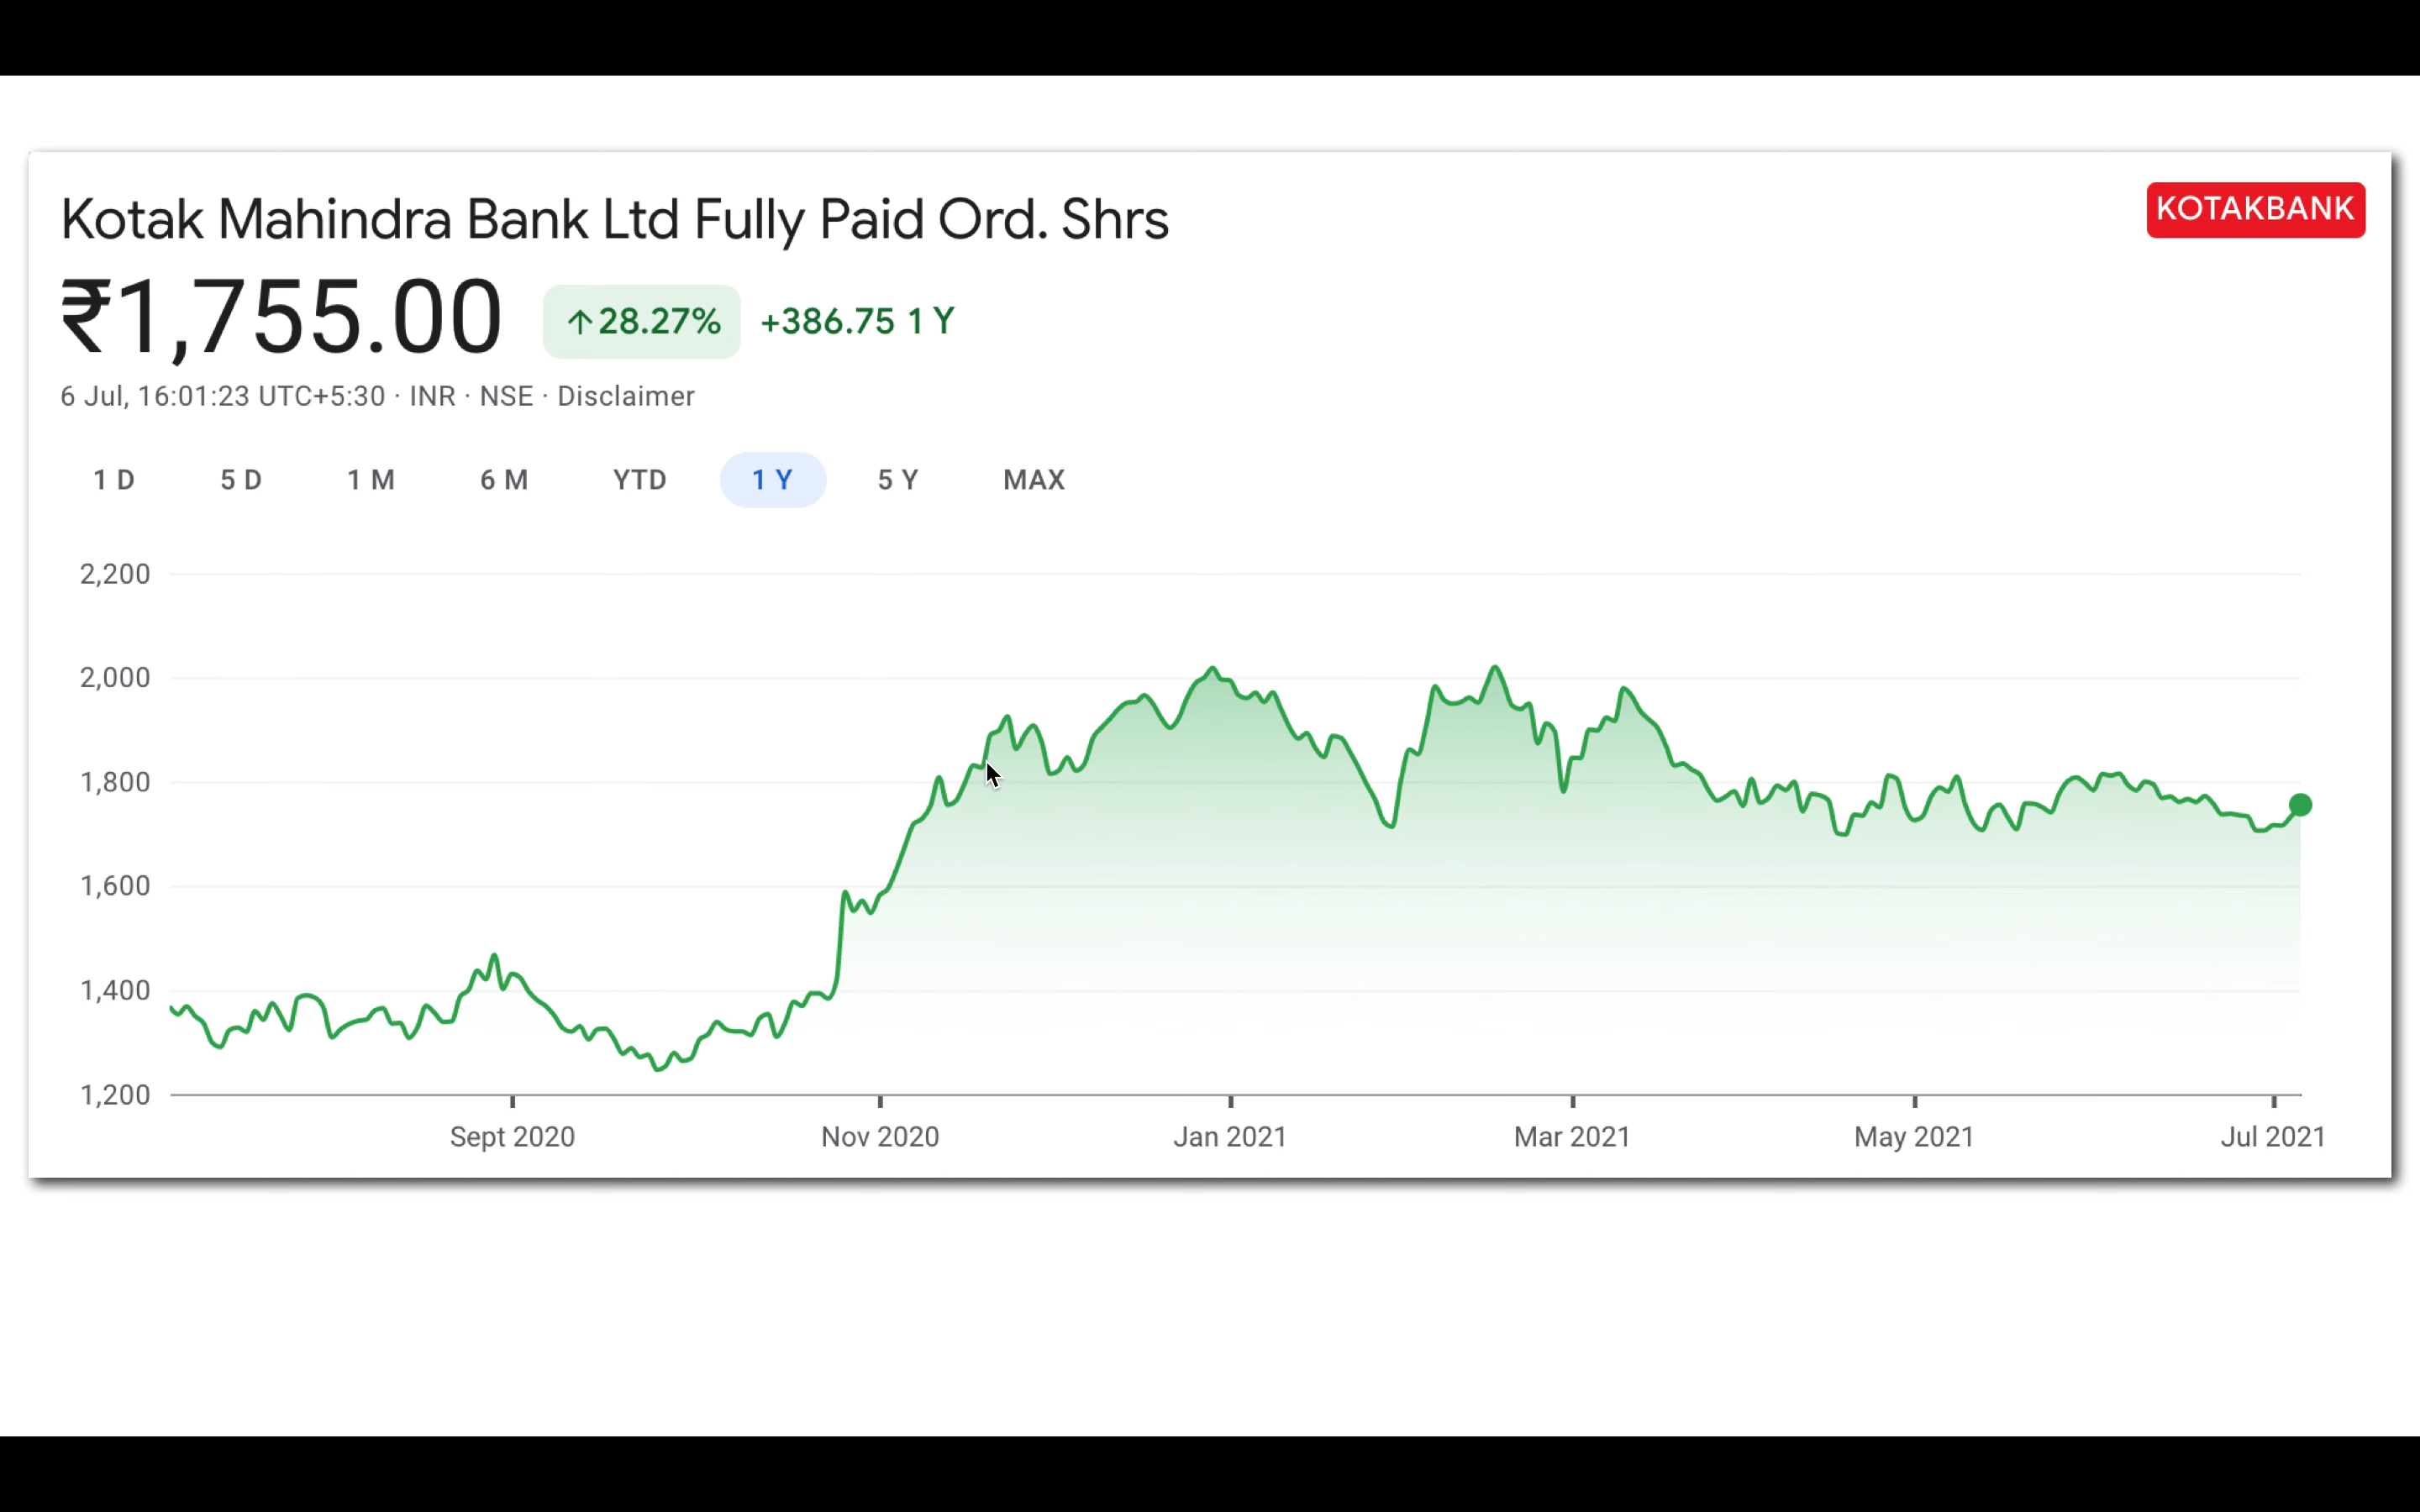 Kotak Mahindra Bank Ltd Fully Paid Ord. Shrs
KOTAKBANK
₹1,755.00 ↑28.27% +386.75 1 Y
6 Jul, 16:01:23 UTC+5:30 · INR · NSE · Disclaimer
1 D 5 D 1 M 6 M YTD 1 Y 5 Y MAX
2,200
2,000
1,800
1,600
1,400
1,200
Sept 2020 Nov 2020 Jan 2021 Mar 2021 May 2021 Jul 2021